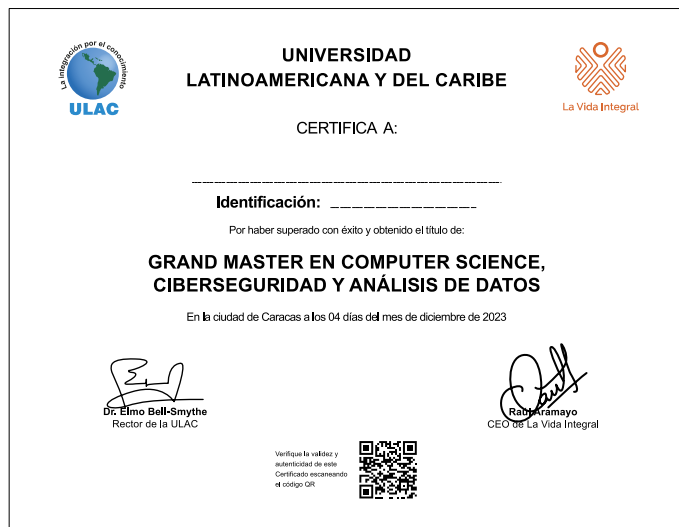 La integración por el conocimiento
ULAC
UNIVERSIDAD
LATINOAMERICANA Y DEL CARIBE
La Vida Integral
CERTIFICA A:
Identificación:
Por haber superado con éxito y obtenido el título de:
GRAND MASTER EN COMPUTER SCIENCE,
CIBERSEGURIDAD Y ANÁLISIS DE DATOS
En la ciudad de Caracas a los 04 días del mes de diciembre de 2023
Dr. Elmo Bell-Smythe
Rector de la ULAC
Raúl Aramayo
CEO de La Vida Integral
Verifique la validez y
autenticidad de este
Certificado escaneando
el código QR